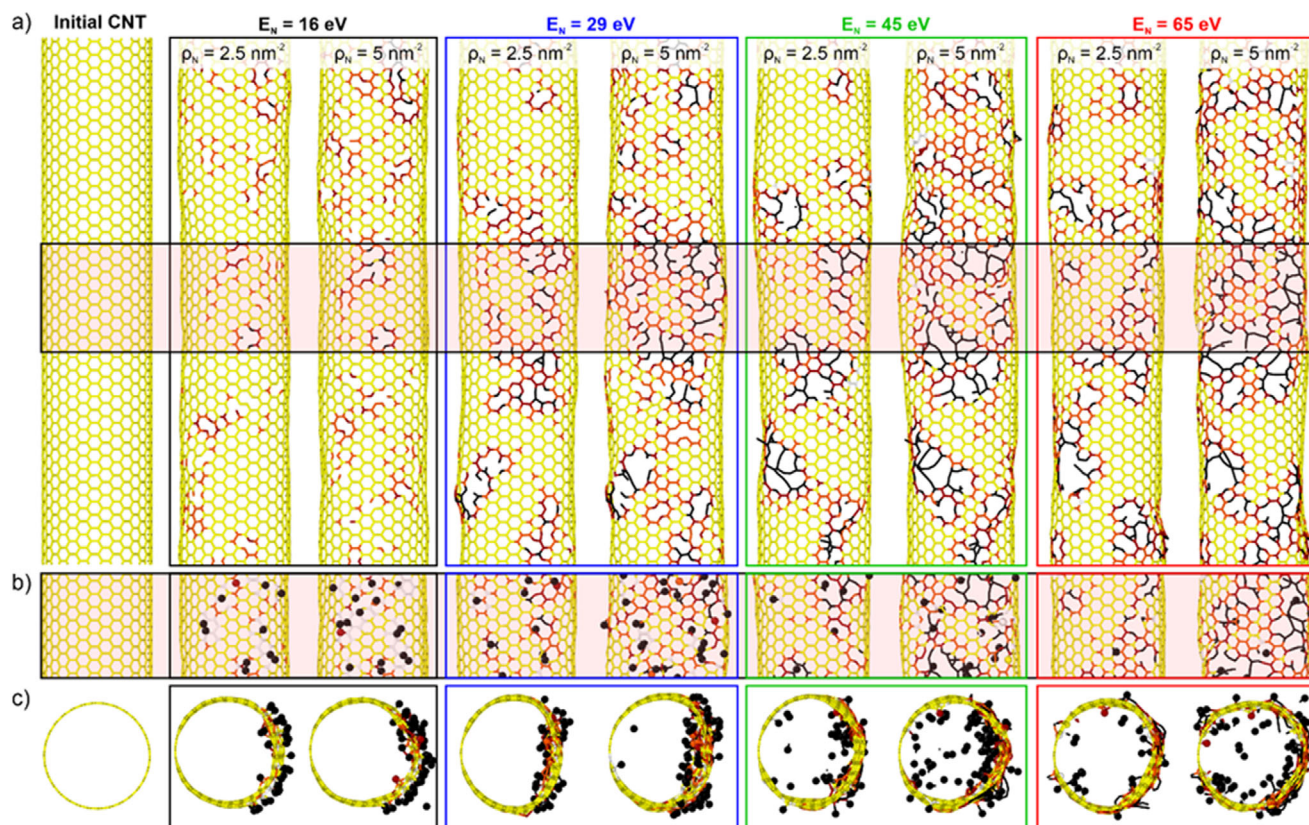 a) Initial CNT E_N = 16 eV E_N = 29 eV E_N = 45 eV E_N = 65 eV
ρ_N = 2.5 nm⁻² ρ_N = 5 nm⁻² ρ_N = 2.5 nm⁻² ρ_N = 5 nm⁻² ρ_N = 2.5 nm⁻² ρ_N = 5 nm⁻² ρ_N = 2.5 nm⁻² ρ_N = 5 nm⁻²
b)
c)